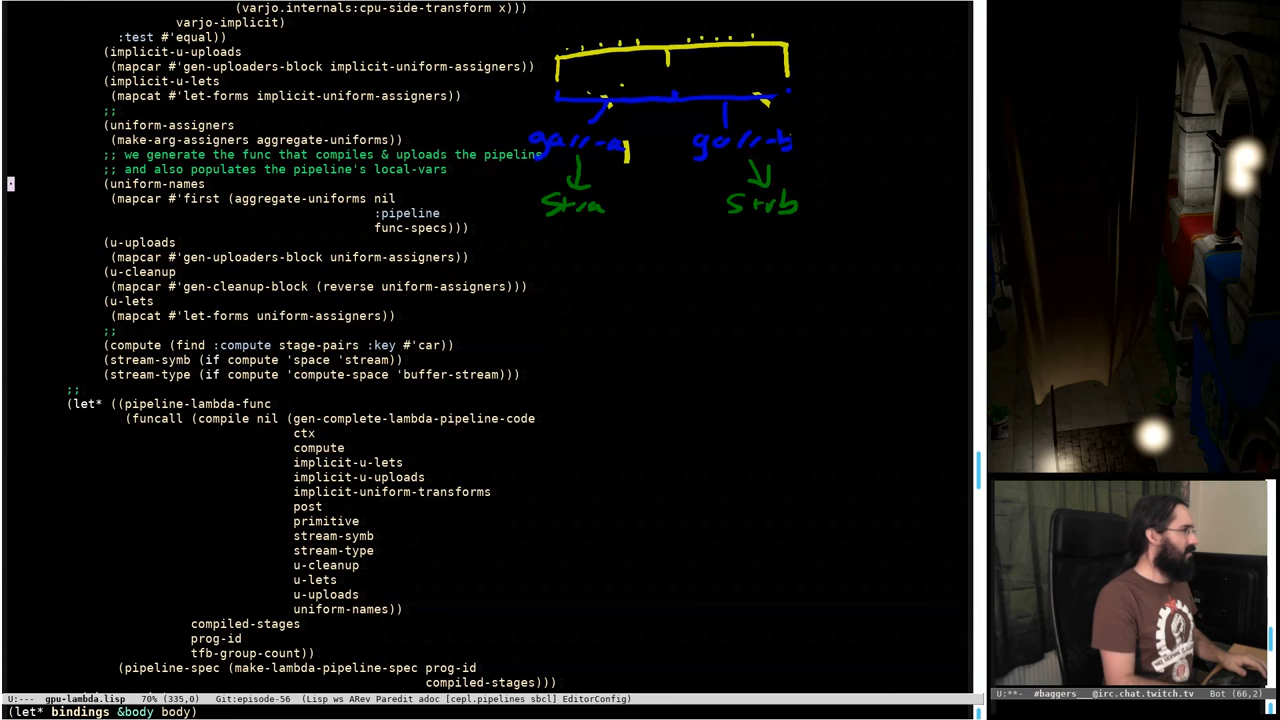 (varjo.internals:cpu-side-transform x)))
varjo-implicit)
:test #'equal))
(implicit-u-uploads
(mapcar #'gen-uploaders-block implicit-uniform-assigners))
(implicit-u-lets
(mapcat #'let-forms implicit-uniform-assigners))
;;
(uniform-assigners
(make-arg-assigners aggregate-uniforms))
;; we generate the func that compiles & uploads the pipeline
;; and also populates the pipeline's local-vars
(uniform-names
(mapcar #'first (aggregate-uniforms nil
:pipeline
func-specs)))
(u-uploads
(mapcar #'gen-uploaders-block uniform-assigners))
(u-cleanup
(mapcar #'gen-cleanup-block (reverse uniform-assigners)))
(u-lets
(mapcat #'let-forms uniform-assigners))
;;
(compute (find :compute stage-pairs :key #'car))
(stream-symb (if compute 'space 'stream))
(stream-type (if compute 'compute-space 'buffer-stream)))
;;
(let* ((pipeline-lambda-func
(funcall (compile nil (gen-complete-lambda-pipeline-code
ctx
compute
implicit-u-lets
implicit-u-uploads
implicit-uniform-transforms
post
primitive
stream-symb
stream-type
u-cleanup
u-lets
u-uploads
uniform-names))
compiled-stages
prog-id
tfb-group-count))
(pipeline-spec (make-lambda-pipeline-spec prog-id
compiled-stages)))
U:--- gpu-lambda.lisp 70% (335,0) Git:episode-56 (Lisp ws ARev Paredit adoc [cepl.pipelines sbcl] EditorConfig)
(let* bindings &body body)
garr-a garr-b
Stra Strb
U:**- #baggers__@irc.chat.twitch.tv Bot (66,2)